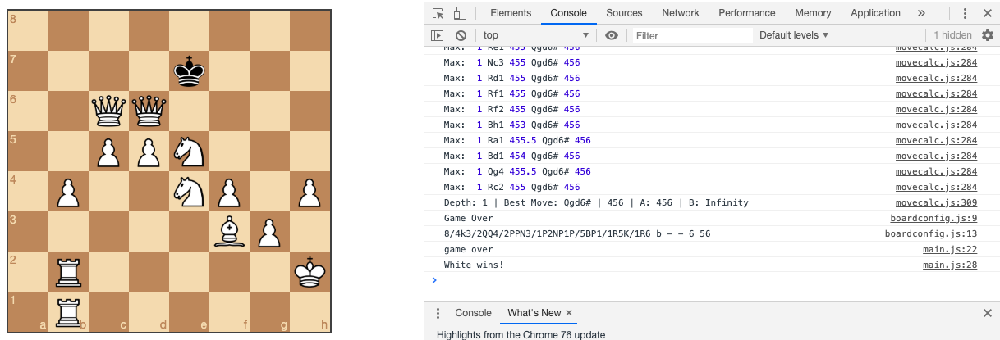 8
7
6
5
4
3
2
1
a b c d e f g h
Elements Console Sources Network Performance Memory Application »
top ▼ Filter Default levels ▼ 1 hidden
Max: 1 Re1 455 Qgd6# 456 movecalc.js:284
Max: 1 Nc3 455 Qgd6# 456 movecalc.js:284
Max: 1 Rd1 455 Qgd6# 456 movecalc.js:284
Max: 1 Rf1 455 Qgd6# 456 movecalc.js:284
Max: 1 Rf2 455 Qgd6# 456 movecalc.js:284
Max: 1 Bh1 453 Qgd6# 456 movecalc.js:284
Max: 1 Ra1 455.5 Qgd6# 456 movecalc.js:284
Max: 1 Bd1 454 Qgd6# 456 movecalc.js:284
Max: 1 Qg4 455.5 Qgd6# 456 movecalc.js:284
Max: 1 Rc2 455 Qgd6# 456 movecalc.js:284
Depth: 1 | Best Move: Qgd6# | 456 | A: 456 | B: Infinity movecalc.js:309
Game Over boardconfig.js:9
8/4k3/2QQ4/2PPN3/1P2NP1P/5BP1/1R5K/1R6 b - - 6 56 boardconfig.js:13
game over main.js:22
White wins! main.js:28
Console What's New ×
Highlights from the Chrome 76 update